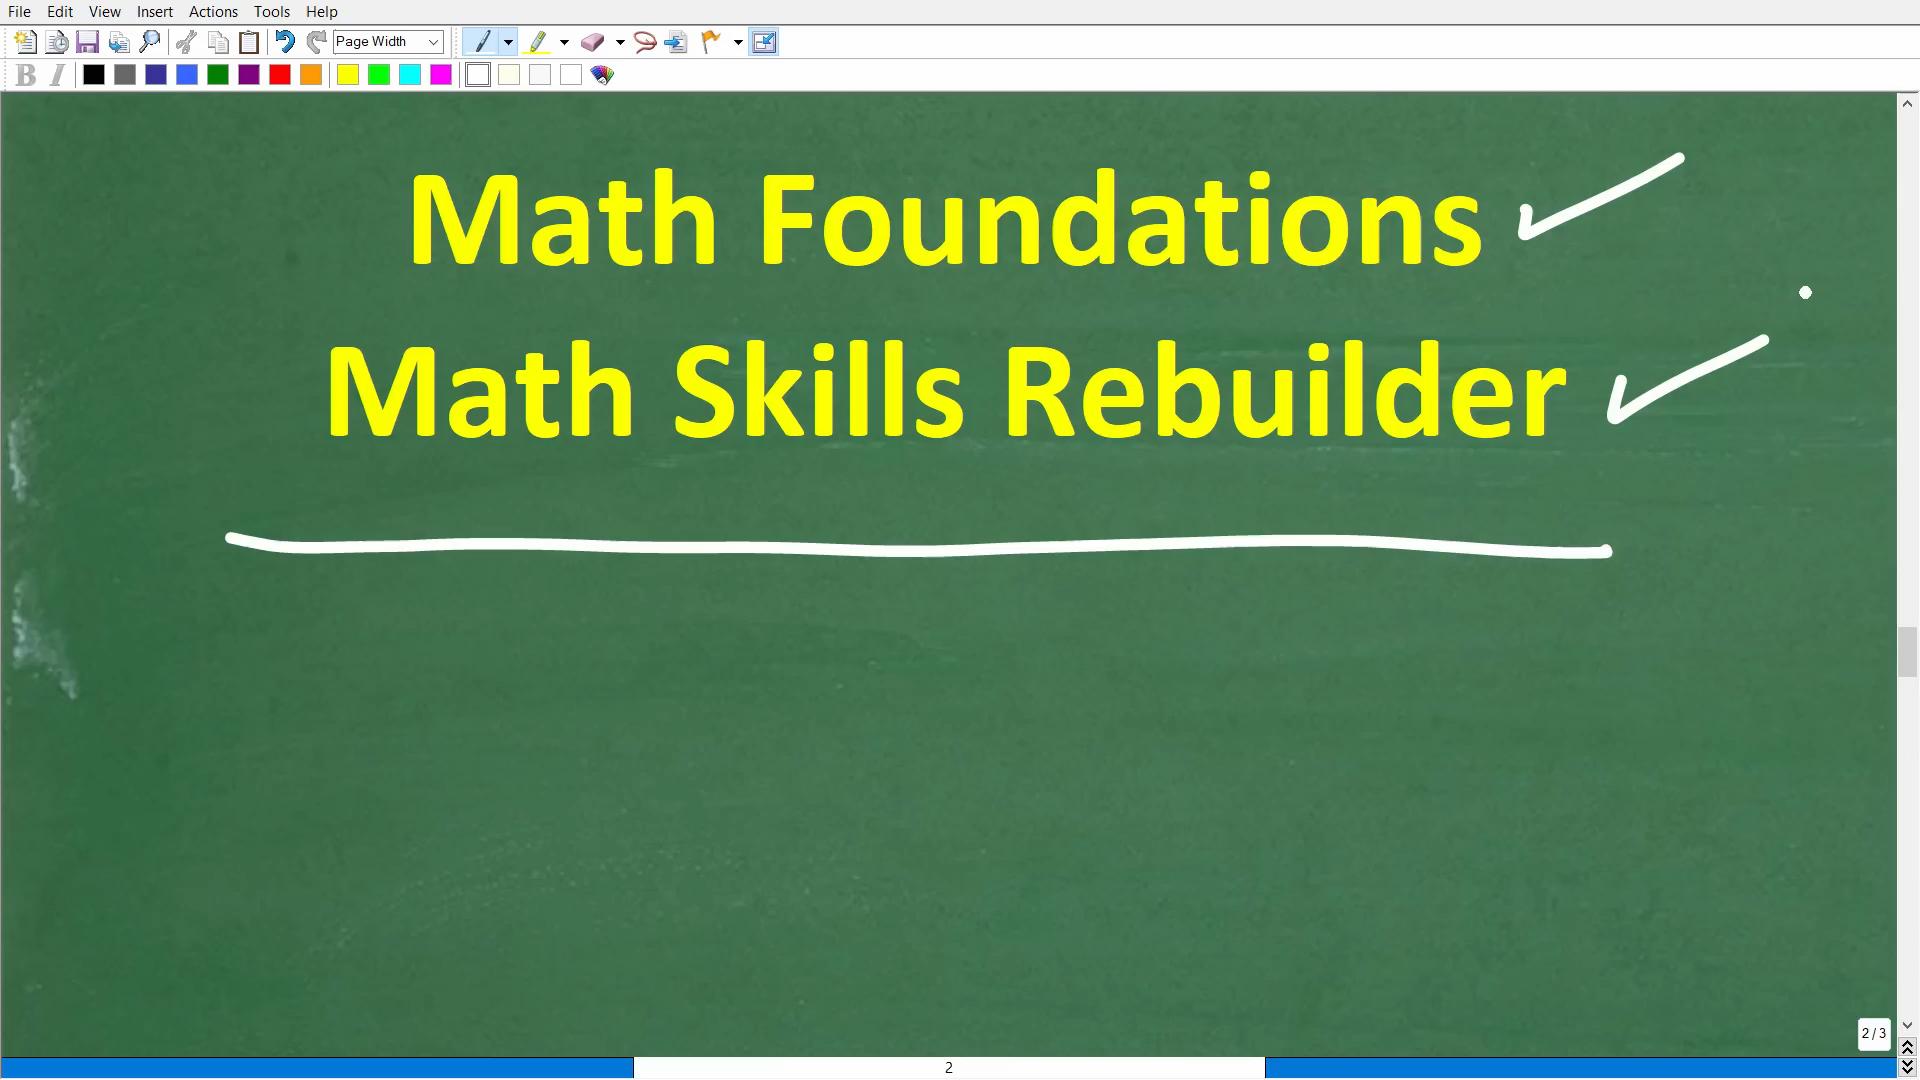 File Edit View Insert Actions Tools Help
Page Width
B I
Math Foundations
Math Skills Rebuilder
2 / 3
2